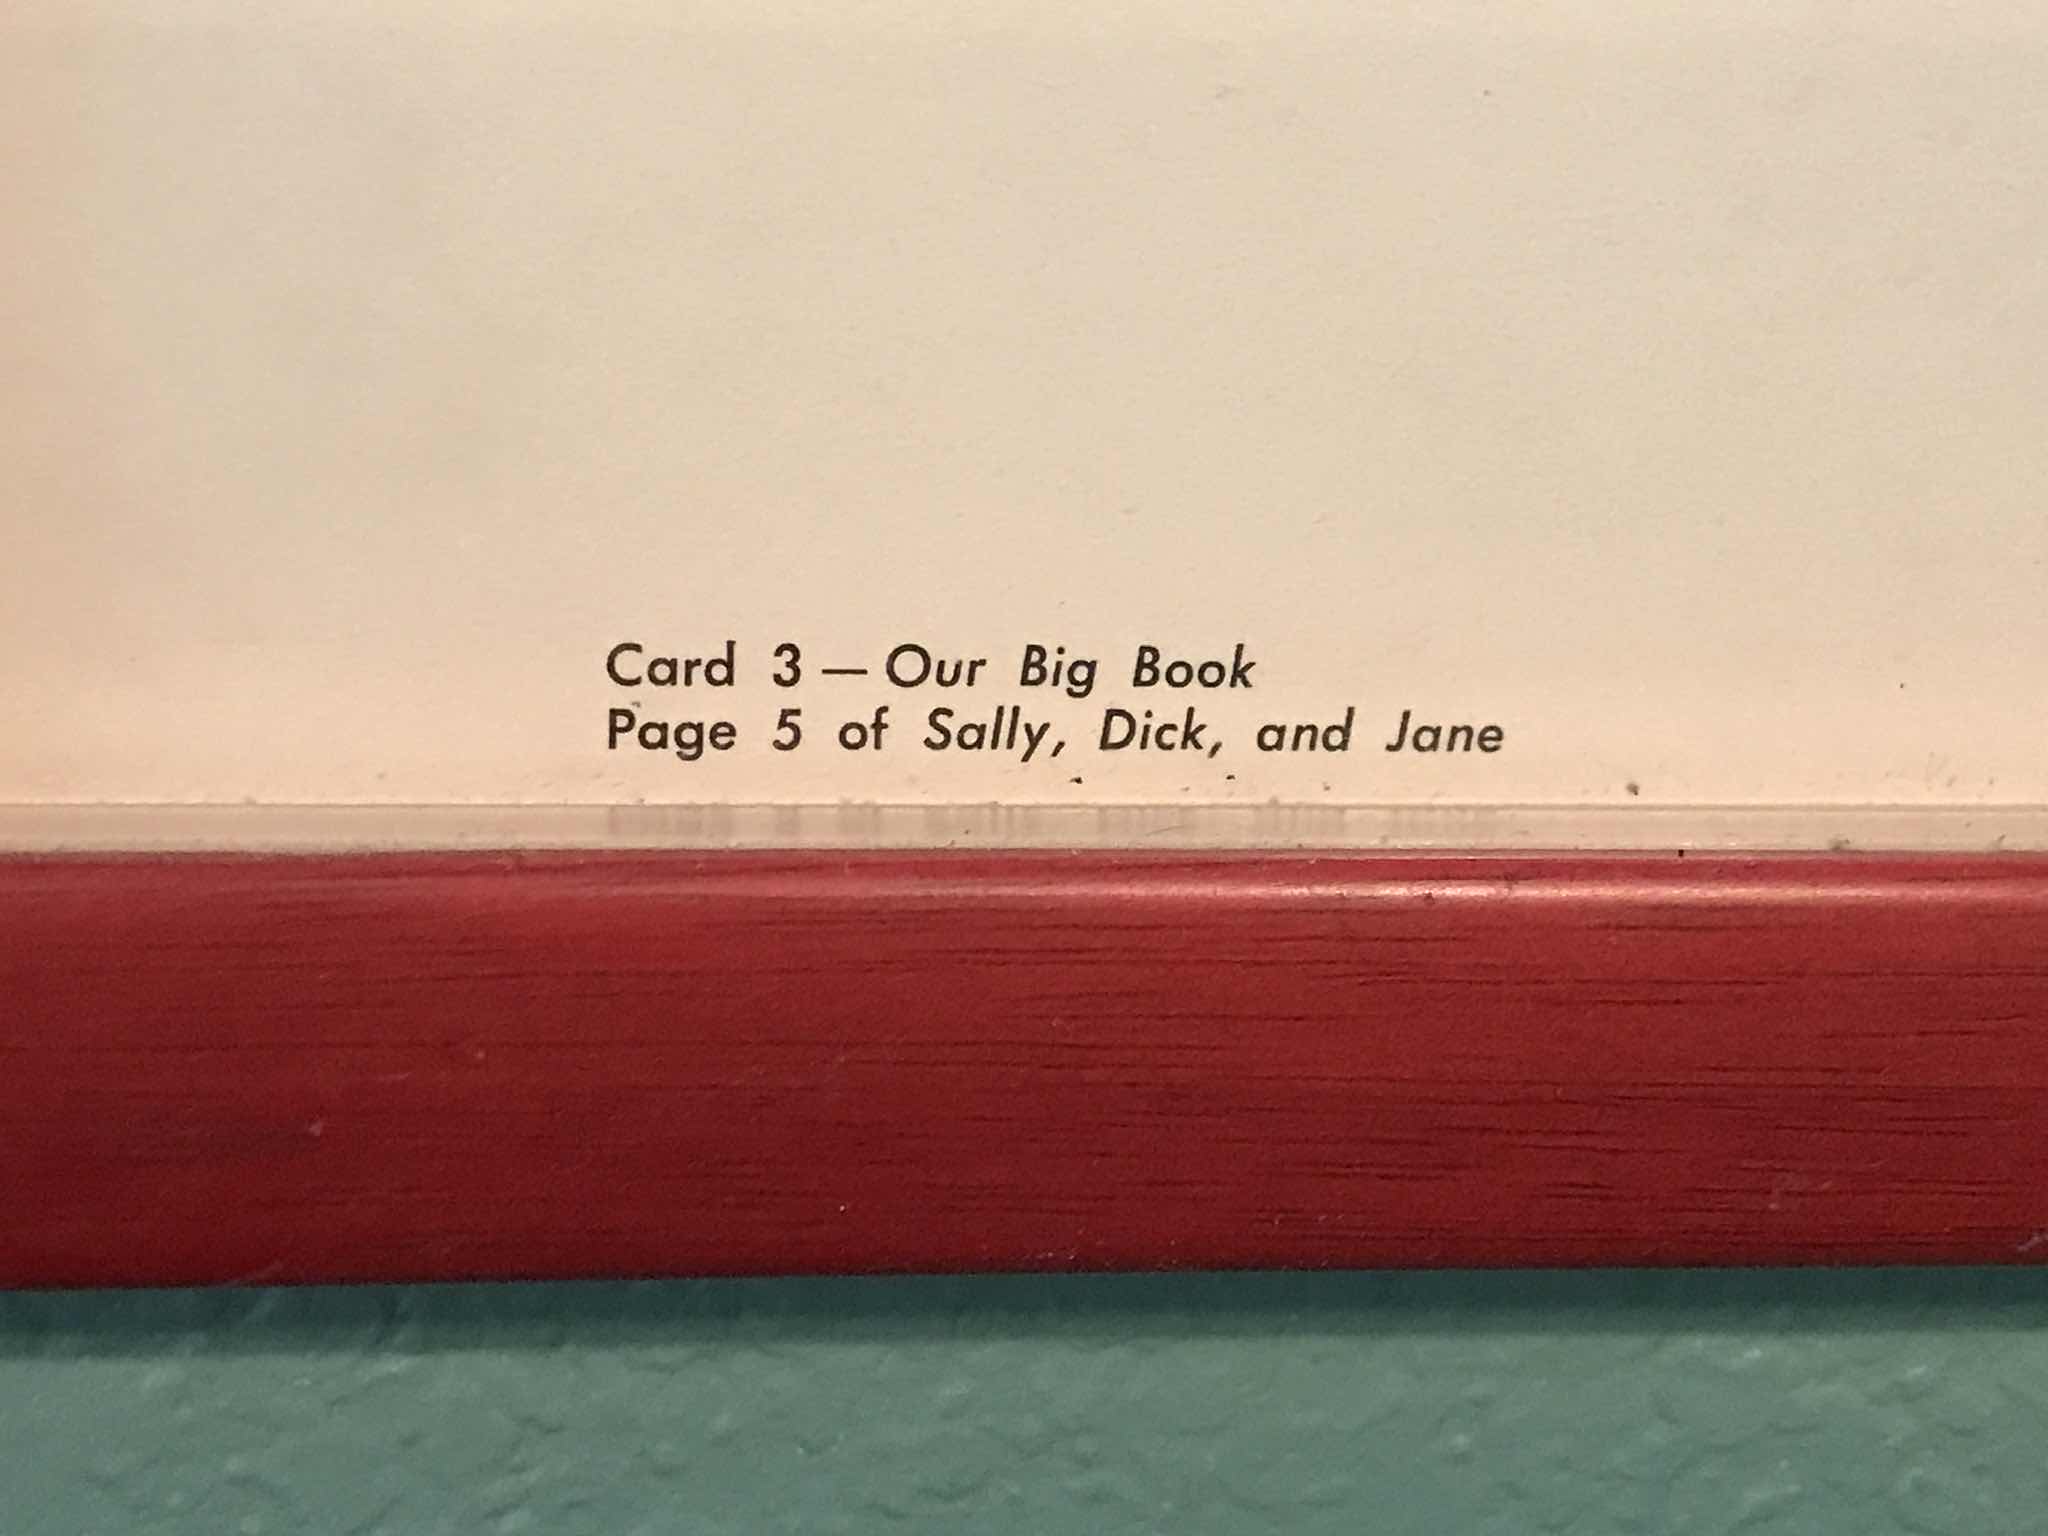 Card 3 — Our Big Book
Page 5 of Sally, Dick, and Jane